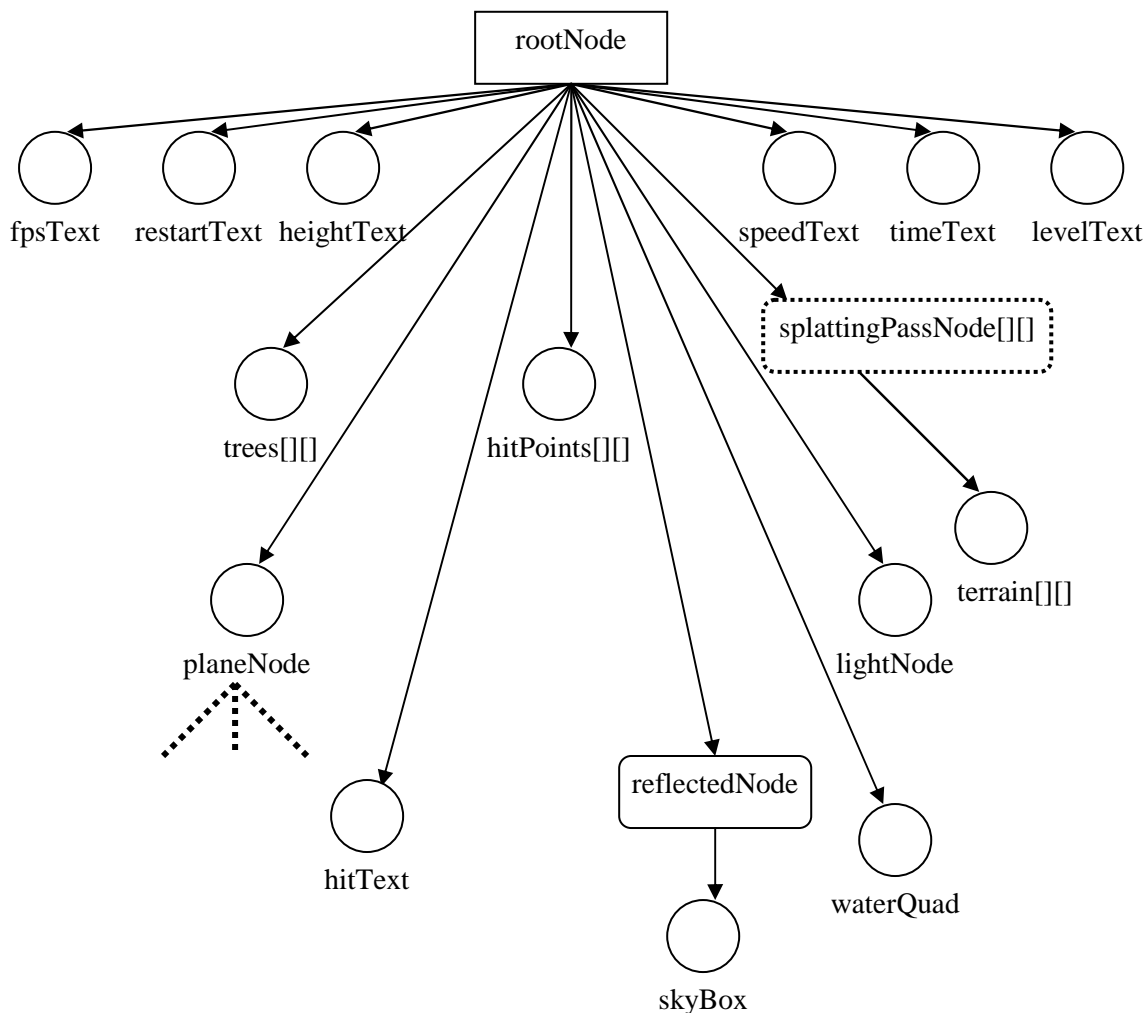 rootNode
fpsText
restartText
heightText
speedText
timeText
levelText
splattingPassNode[][]
trees[][]
hitPoints[][]
terrain[][]
planeNode
lightNode
reflectedNode
hitText
waterQuad
skyBox